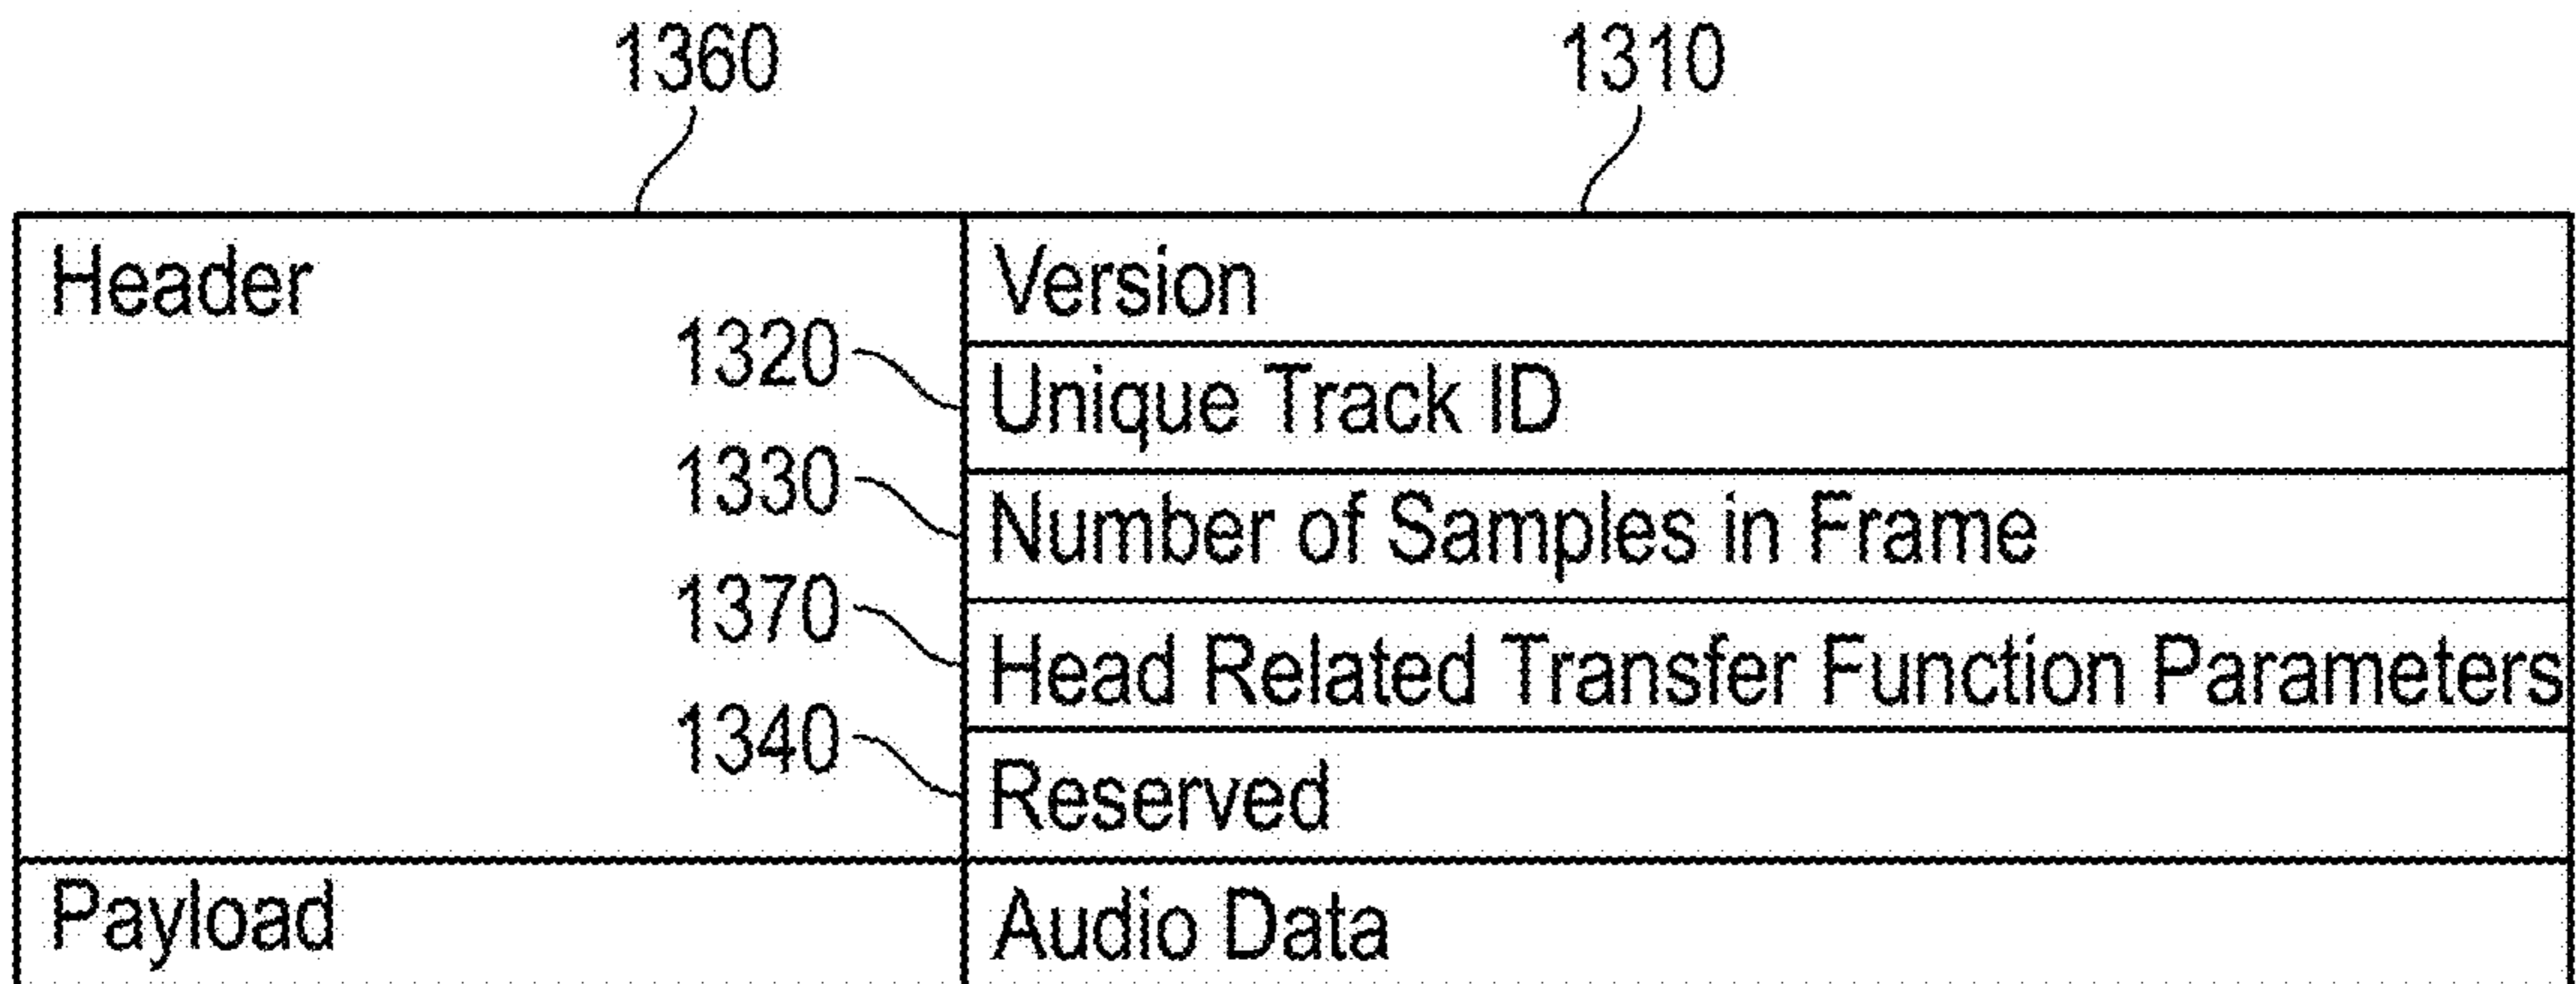 1360 1310
Header Version
1320 Unique Track ID
1330 Number of Samples in Frame
1370 Head Related Transfer Function Parameters
1340 Reserved
Payload Audio Data